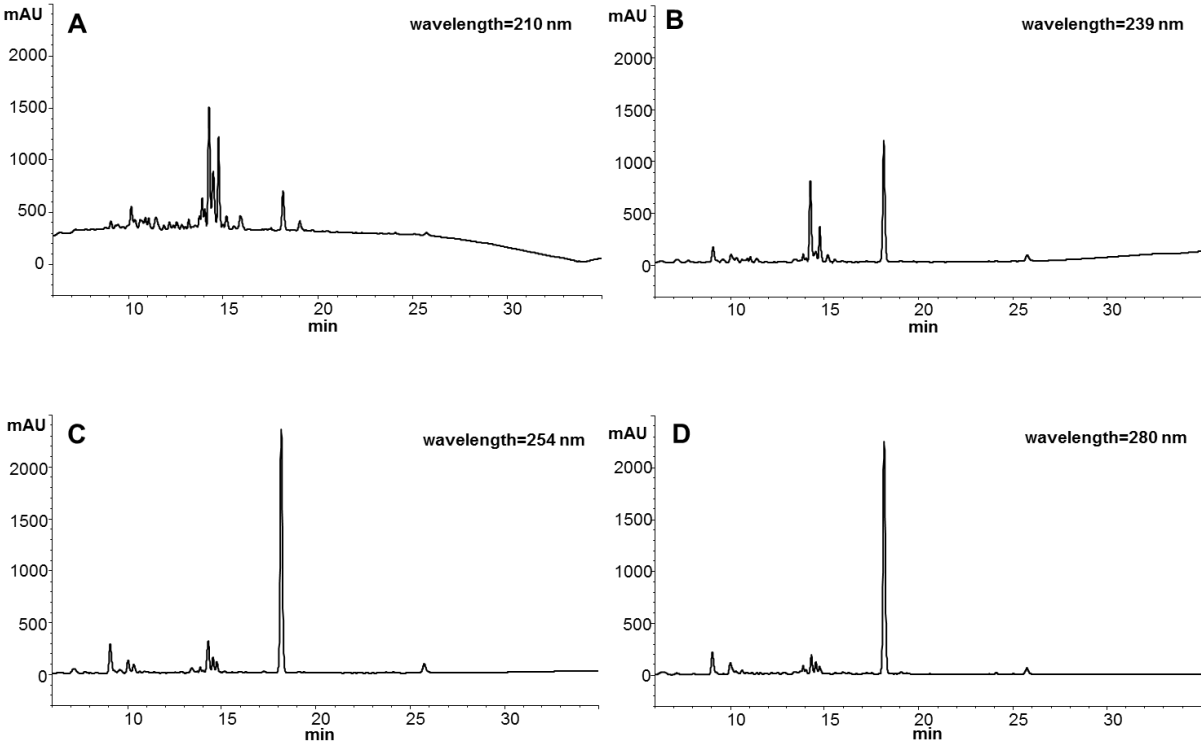 mAU
A
wavelength=210 nm
2000
1500
1000
500
0
10 15 20 25 30
min
mAU
B
wavelength=239 nm
2000
1500
1000
500
0
10 15 20 25 30
min
mAU
C
wavelength=254 nm
2000
1500
1000
500
0
10 15 20 25 30
min
mAU
D
wavelength=280 nm
2000
1500
1000
500
0
10 15 20 25 30
min